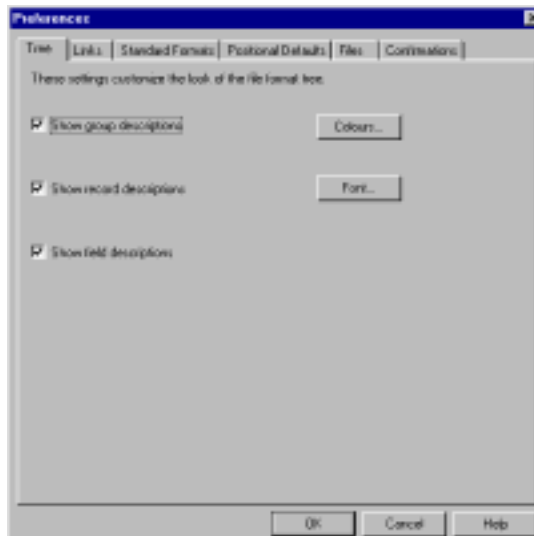 Preferences
Tree Links Standard Formats Positional Defaults Files Confirmations
These settings customize the look of the file format tree.
Show group descriptions Colours...
Show record descriptions Font...
Show field descriptions
OK Cancel Help